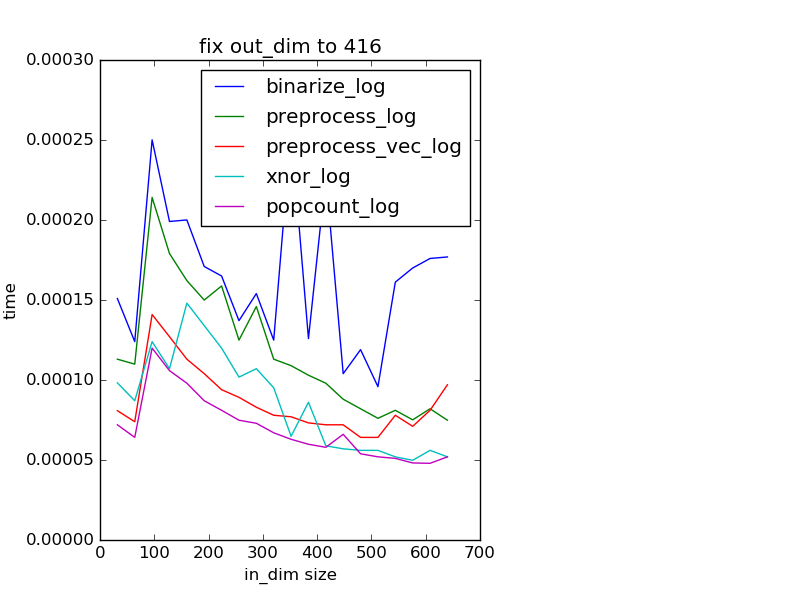 fix out_dim to 416
0.00030
0.00025
0.00020
0.00015
0.00010
0.00005
0.00000
time
binarize_log
preprocess_log
preprocess_vec_log
xnor_log
popcount_log
0 100 200 300 400 500 600 700
in_dim size